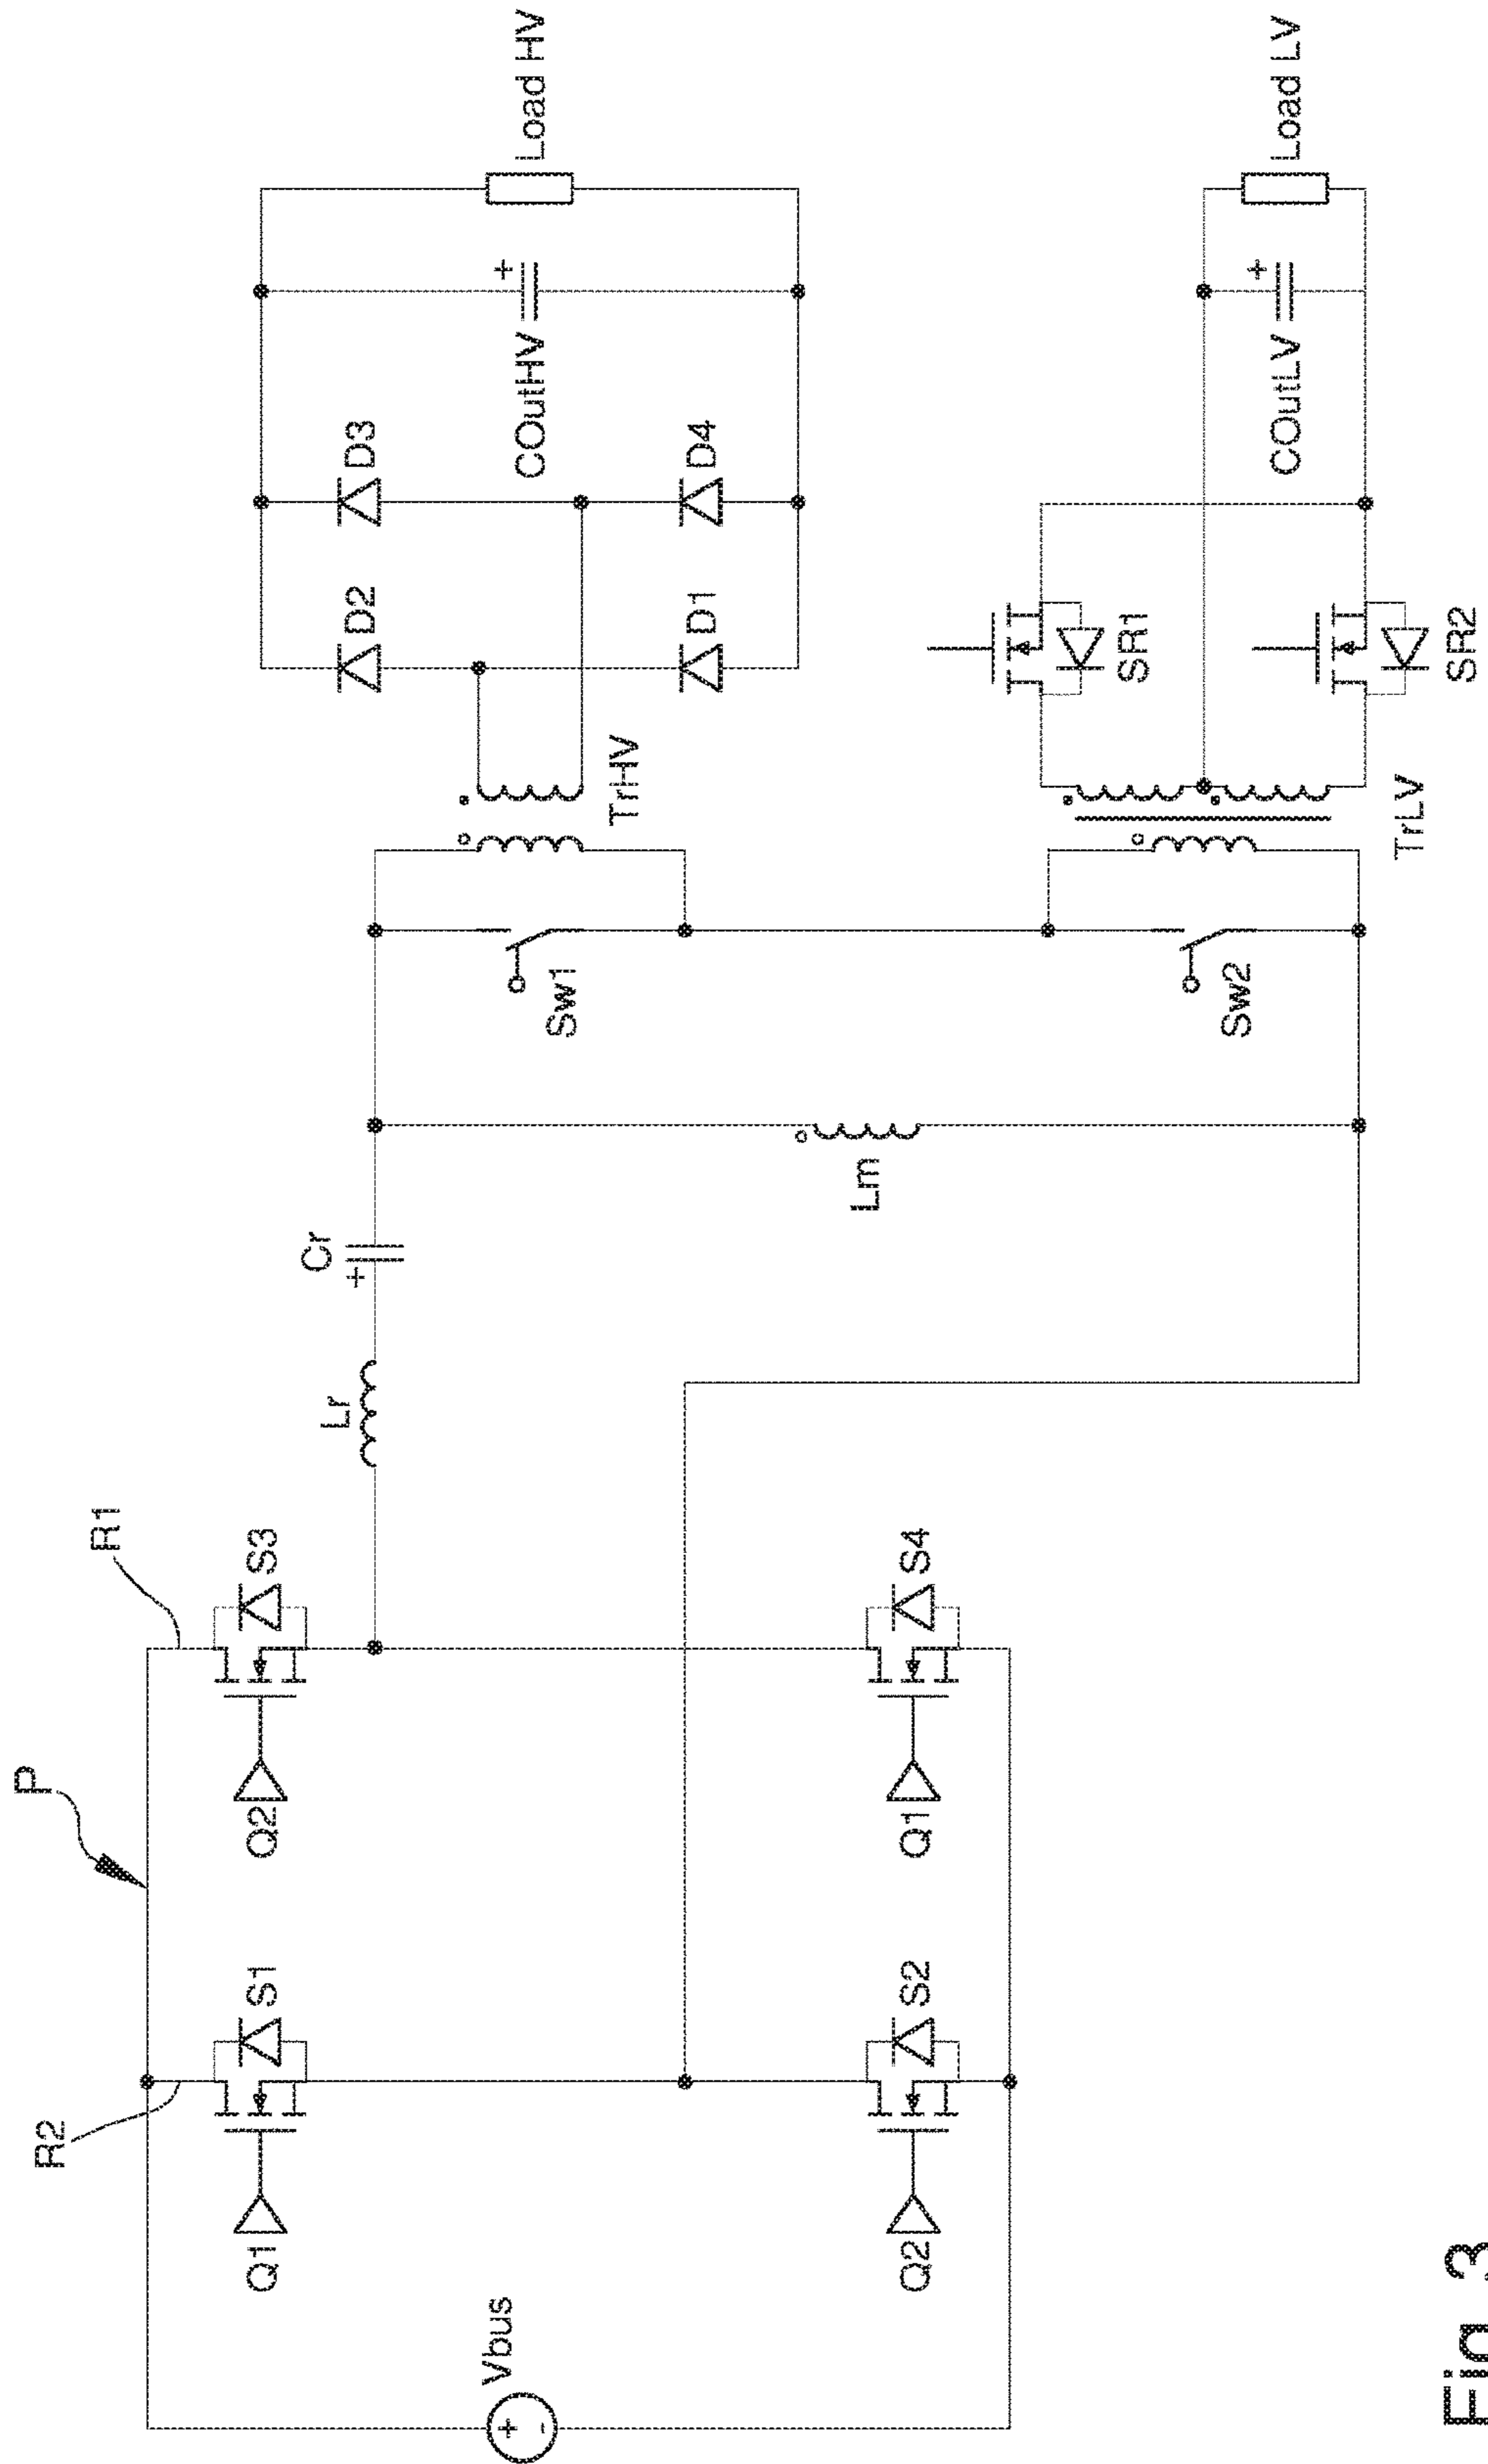 P
R2
R1
Vbus
+
-
Q1
S1
Q2
S3
Q2
S2
Q1
S4
Lr
Cr
+
Lm
Sw1
Sw2
TrHV
TrLV
D2
D3
D1
D4
COutHV
+
Load HV
SR1
SR2
COutLV
+
Load LV
Fig. 3